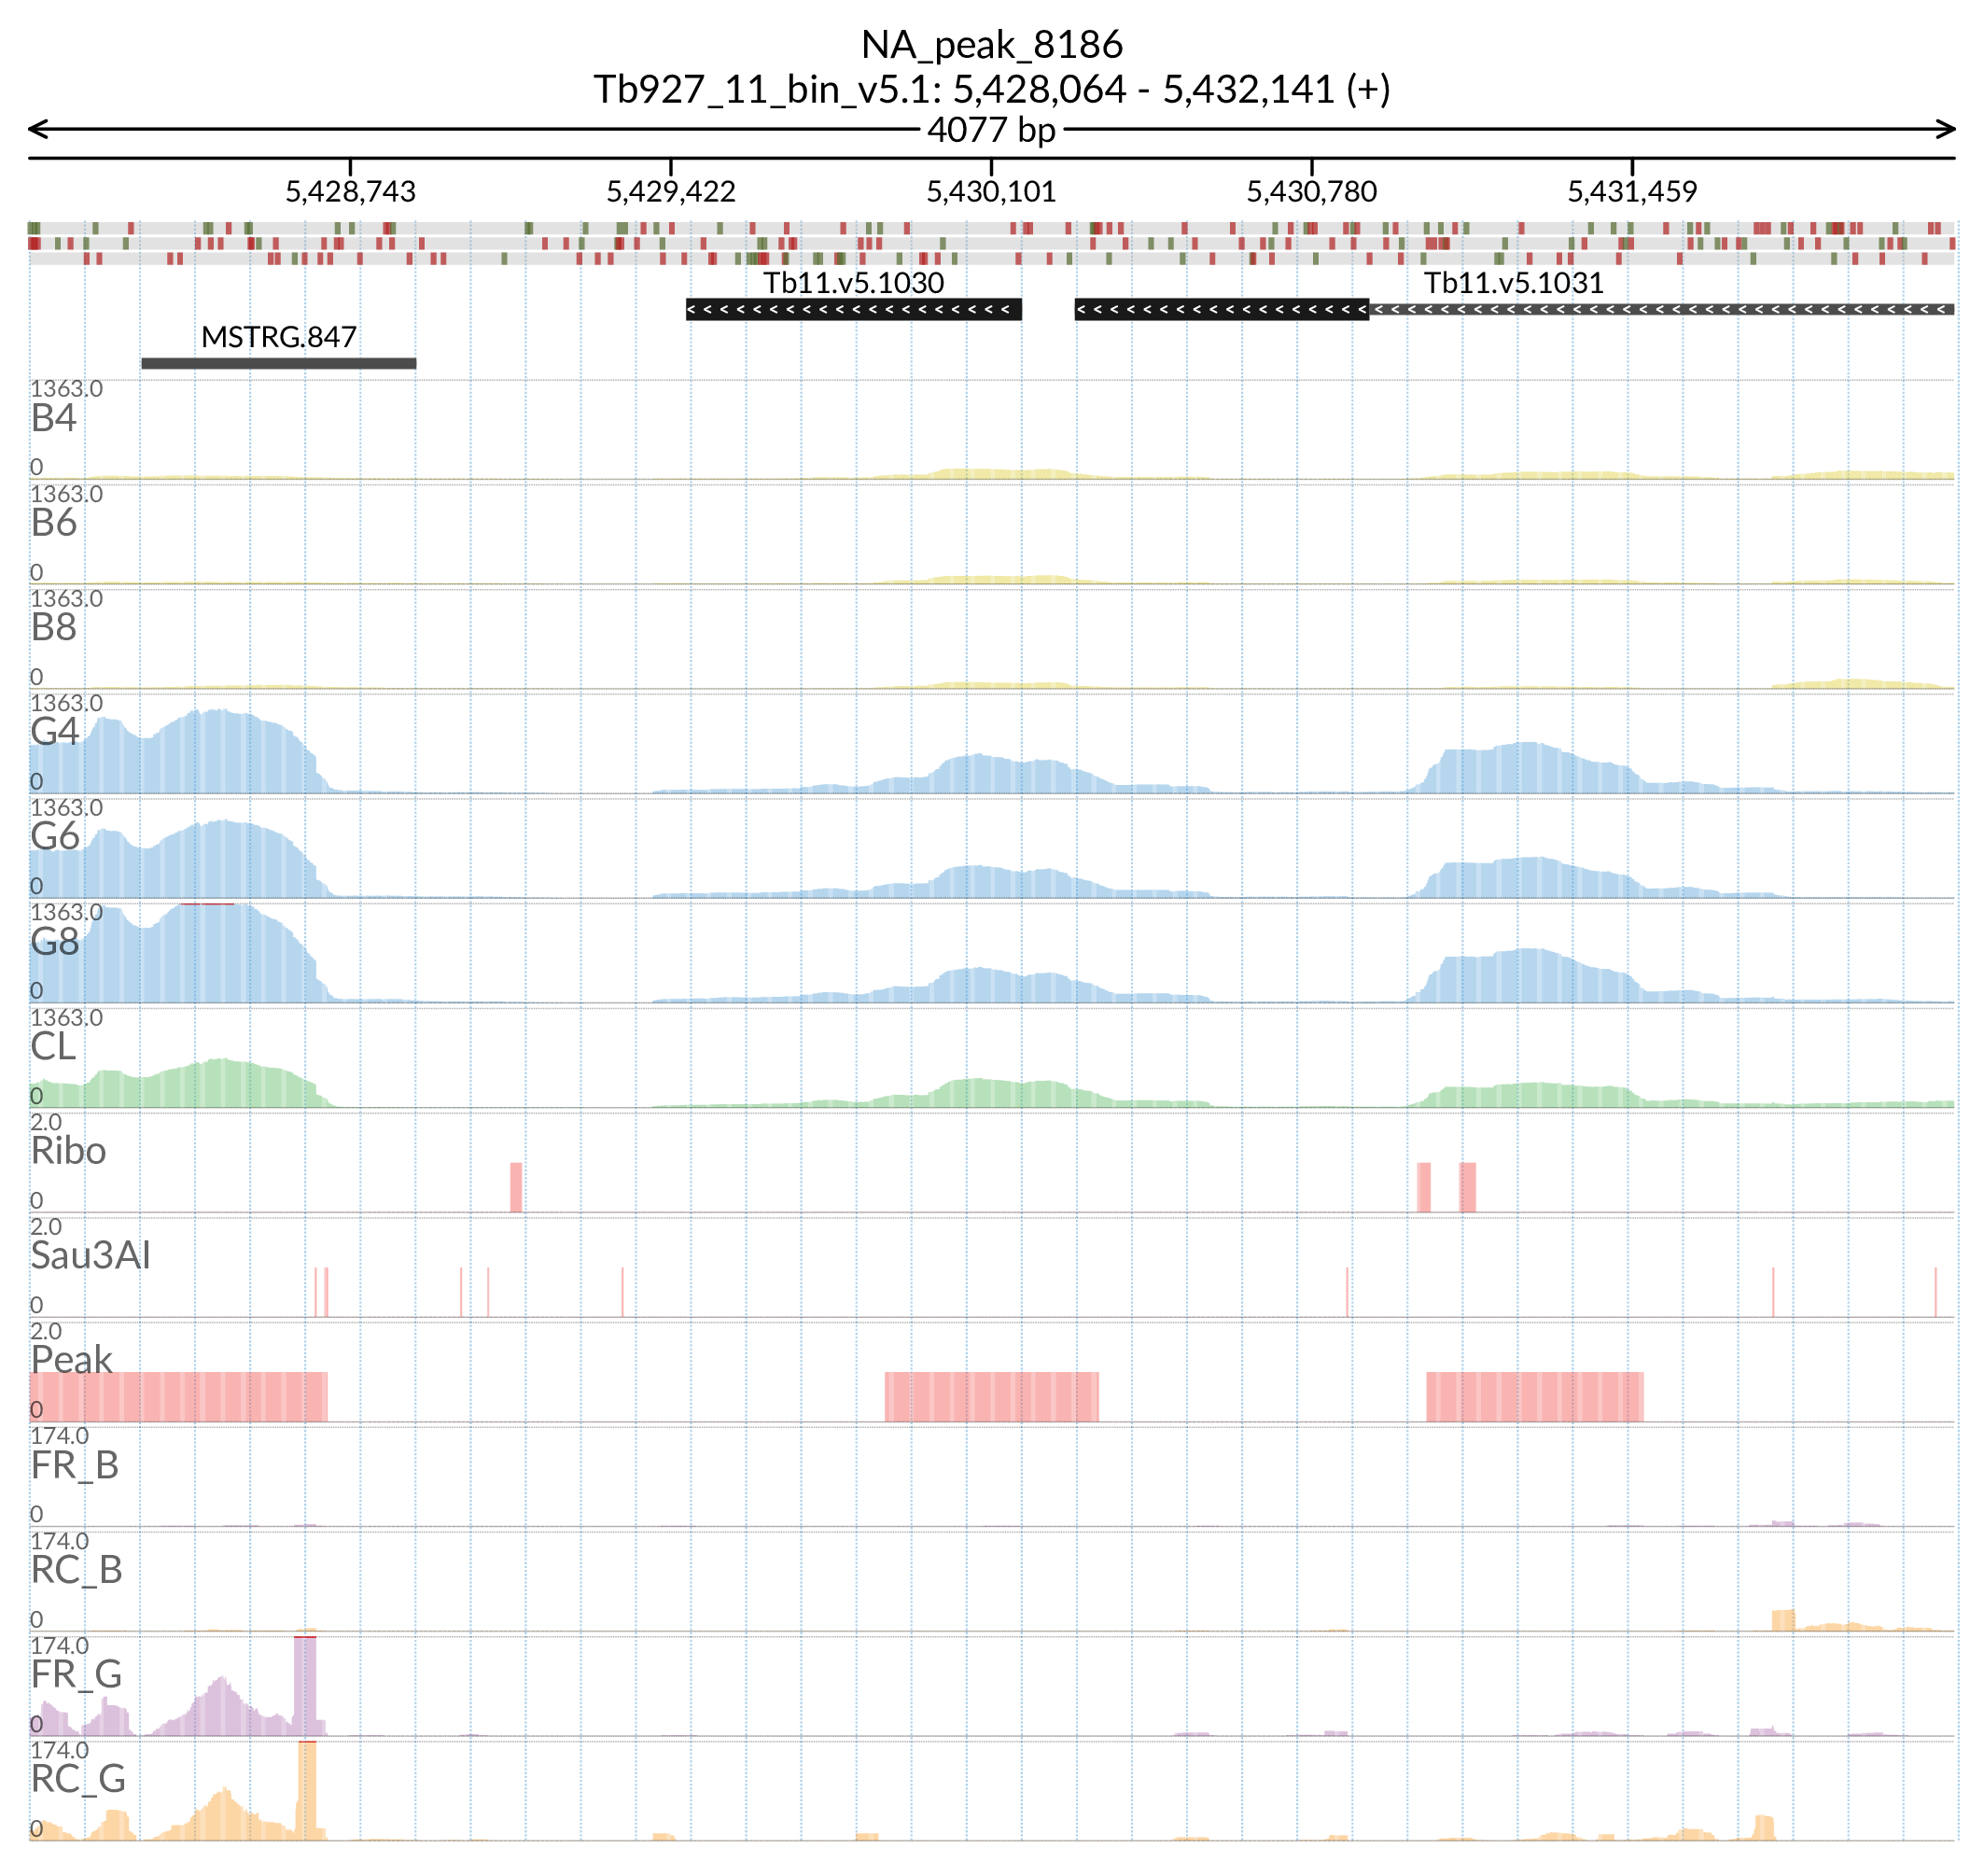 NA_peak_8186
Tb927_11_bin_v5.1: 5,428,064 - 5,432,141 (+)
4077 bp
5,428,743 5,429,422 5,430,101 5,430,780 5,431,459
Tb11.v5.1030 Tb11.v5.1031
MSTRG.847
1363.0
B4
0
1363.0
B6
0
1363.0
B8
0
1363.0
G4
0
1363.0
G6
0
1363.0
G8
0
1363.0
CL
0
2.0
Ribo
0
2.0
Sau3AI
0
2.0
Peak
0
174.0
FR_B
0
174.0
RC_B
0
174.0
FR_G
0
174.0
RC_G
0